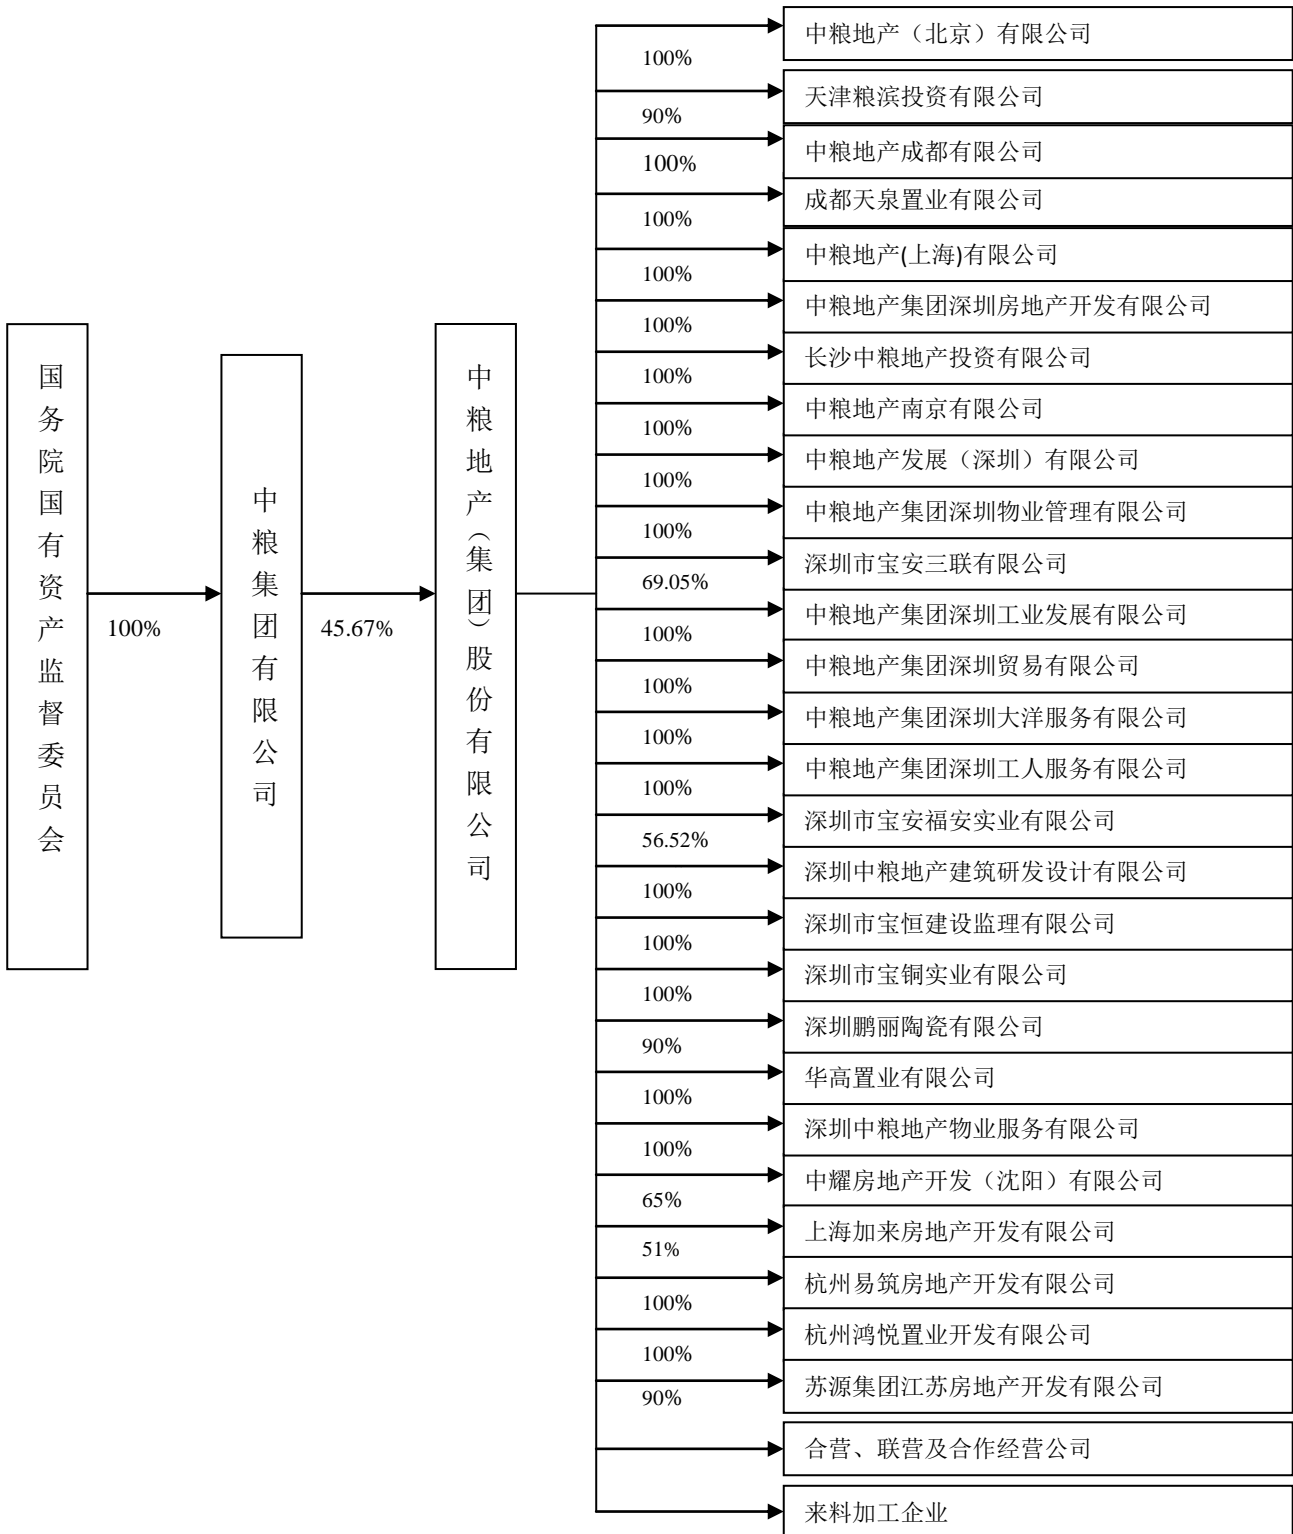 国务院国有资产监督委员会
100%
中粮集团有限公司
45.67%
中粮地产（集团）股份有限公司
中粮地产（北京）有限公司
100%
天津粮滨投资有限公司
90%
中粮地产成都有限公司
100%
成都天泉置业有限公司
100%
中粮地产(上海)有限公司
100%
中粮地产集团深圳房地产开发有限公司
100%
长沙中粮地产投资有限公司
100%
中粮地产南京有限公司
100%
中粮地产发展（深圳）有限公司
100%
中粮地产集团深圳物业管理有限公司
100%
深圳市宝安三联有限公司
69.05%
中粮地产集团深圳工业发展有限公司
100%
中粮地产集团深圳贸易有限公司
100%
中粮地产集团深圳大洋服务有限公司
100%
中粮地产集团深圳工人服务有限公司
100%
深圳市宝安福安实业有限公司
56.52%
深圳中粮地产建筑研发设计有限公司
100%
深圳市宝恒建设监理有限公司
100%
深圳市宝铜实业有限公司
100%
深圳鹏丽陶瓷有限公司
90%
华高置业有限公司
100%
深圳中粮地产物业服务有限公司
100%
中耀房地产开发（沈阳）有限公司
65%
上海加来房地产开发有限公司
51%
杭州易筑房地产开发有限公司
100%
杭州鸿悦置业开发有限公司
100%
苏源集团江苏房地产开发有限公司
90%
合营、联营及合作经营公司
来料加工企业